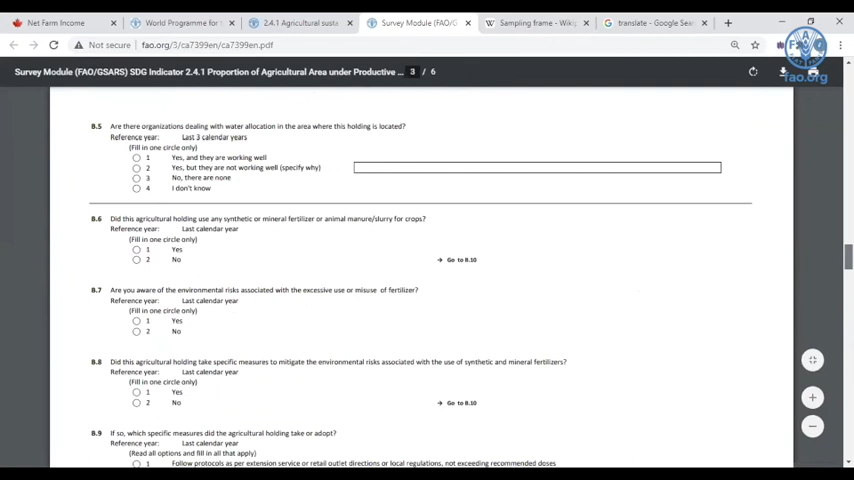 Net Farm Income
World Programme for t
2.4.1 Agricultural susta
Survey Module (FAO/G
Sampling frame - Wikip
translate - Google Sear
Not secure
fao.org/3/ca7399en/ca7399en.pdf
fao.org
Survey Module (FAO/GSARS) SDG Indicator 2.4.1 Proportion of Agricultural Area under Productive ...
3 / 6
B.5 Are there organizations dealing with water allocation in the area where this holding is located?
Reference year: Last 3 calendar years
(Fill in one circle only)
1 Yes, and they are working well
2 Yes, but they are not working well (specify why)
3 No, there are none
4 I don't know
B.6 Did this agricultural holding use any synthetic or mineral fertilizer or animal manure/slurry for crops?
Reference year: Last calendar year
(Fill in one circle only)
1 Yes
2 No → Go to B.10
B.7 Are you aware of the environmental risks associated with the excessive use or misuse of fertilizer?
Reference year: Last calendar year
(Fill in one circle only)
1 Yes
2 No
B.8 Did this agricultural holding take specific measures to mitigate the environmental risks associated with the use of synthetic and mineral fertilizers?
Reference year: Last calendar year
(Fill in one circle only)
1 Yes
2 No → Go to B.10
B.9 If so, which specific measures did the agricultural holding take or adopt?
Reference year: Last calendar year
(Read all options and fill in all that apply)
1 Follow protocols as per extension service or retail outlet directions or local regulations, not exceeding recommended doses